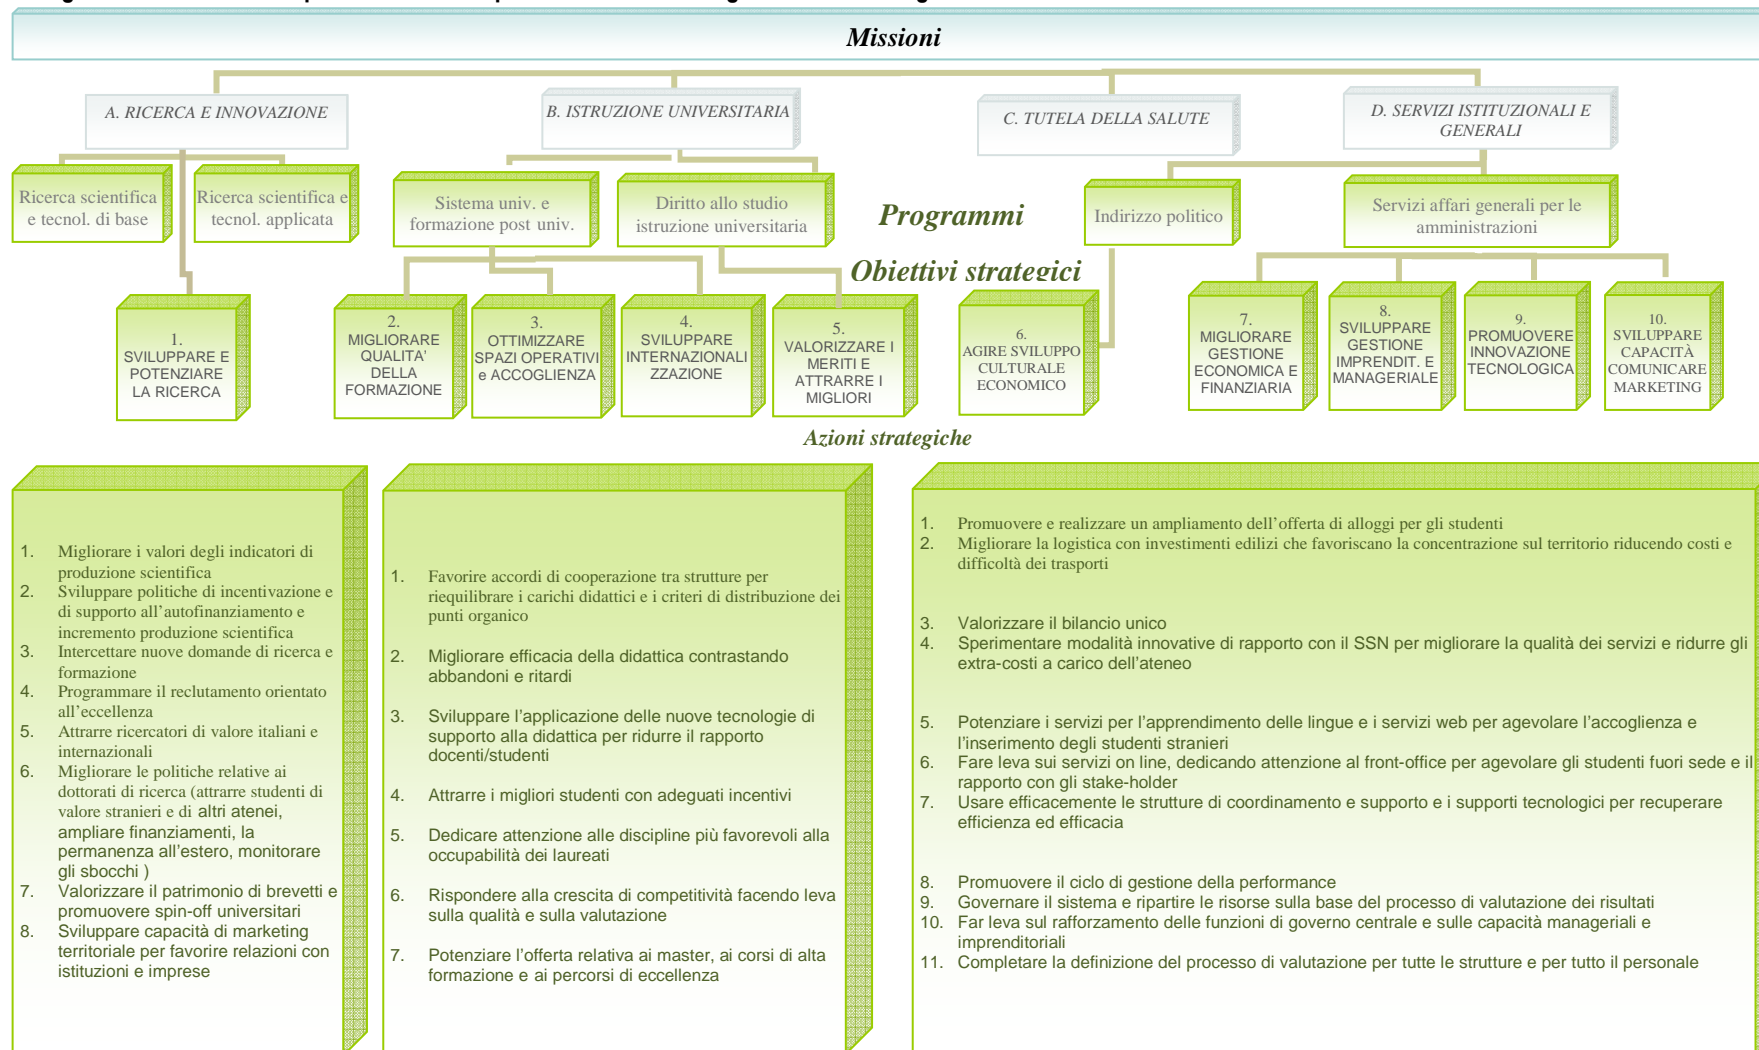 Missioni
A. RICERCA E INNOVAZIONE
B. ISTRUZIONE UNIVERSITARIA
C. TUTELA DELLA SALUTE
D. SERVIZI ISTITUZIONALI E
GENERALI
Ricerca scientifica
e tecnol. di base
Ricerca scientifica e
tecnol. applicata
Sistema univ. e
formazione post univ.
Diritto allo studio
istruzione universitaria
Programmi
Indirizzo politico
Servizi affari generali per le
amministrazioni
Obiettivi strategici
1.
SVILUPPARE E
POTENZIARE
LA RICERCA
2.
MIGLIORARE
QUALITA'
DELLA
FORMAZIONE
3.
OTTIMIZZARE
SPAZI OPERATIVI
e ACCOGLIENZA
4.
SVILUPPARE
INTERNAZIONALI
ZZAZIONE
5.
VALORIZZARE I
MERITI E
ATTRARRE I
MIGLIORI
6.
AGIRE SVILUPPO
CULTURALE
ECONOMICO
7.
MIGLIORARE
GESTIONE
ECONOMICA E
FINANZIARIA
8.
SVILUPPARE
GESTIONE
IMPRENDIT. E
MANAGERIALE
9.
PROMUOVERE
INNOVAZIONE
TECNOLOGICA
10.
SVILUPPARE
CAPACITÀ
COMUNICARE
MARKETING
Azioni strategiche
1. Migliorare i valori degli indicatori di
produzione scientifica
2. Sviluppare politiche di incentivazione e
di supporto all'autofinanziamento e
incremento produzione scientifica
3. Intercettare nuove domande di ricerca e
formazione
4. Programmare il reclutamento orientato
all'eccellenza
5. Attrarre ricercatori di valore italiani e
internazionali
6. Migliorare le politiche relative ai
dottorati di ricerca (attrarre studenti di
valore stranieri e di altri atenei,
ampliare finanziamenti, la
permanenza all'estero, monitorare
gli sbocchi )
7. Valorizzare il patrimonio di brevetti e
promuovere spin-off universitari
8. Sviluppare capacità di marketing
territoriale per favorire relazioni con
istituzioni e imprese
1. Favorire accordi di cooperazione tra strutture per
riequilibrare i carichi didattici e i criteri di distribuzione dei
punti organico
2. Migliorare efficacia della didattica contrastando
abbandoni e ritardi
3. Sviluppare l'applicazione delle nuove tecnologie di
supporto alla didattica per ridurre il rapporto
docenti/studenti
4. Attrarre i migliori studenti con adeguati incentivi
5. Dedicare attenzione alle discipline più favorevoli alla
occupabilità dei laureati
6. Rispondere alla crescita di competitività facendo leva
sulla qualità e sulla valutazione
7. Potenziare l'offerta relativa ai master, ai corsi di alta
formazione e ai percorsi di eccellenza
1. Promuovere e realizzare un ampliamento dell'offerta di alloggi per gli studenti
2. Migliorare la logistica con investimenti edilizi che favoriscano la concentrazione sul territorio riducendo costi e
difficoltà dei trasporti
3. Valorizzare il bilancio unico
4. Sperimentare modalità innovative di rapporto con il SSN per migliorare la qualità dei servizi e ridurre gli
extra-costi a carico dell'ateneo
5. Potenziare i servizi per l'apprendimento delle lingue e i servizi web per agevolare l'accoglienza e
l'inserimento degli studenti stranieri
6. Fare leva sui servizi on line, dedicando attenzione al front-office per agevolare gli studenti fuori sede e il
rapporto con gli stake-holder
7. Usare efficacemente le strutture di coordinamento e supporto e i supporti tecnologici per recuperare
efficienza ed efficacia
8. Promuovere il ciclo di gestione della performance
9. Governare il sistema e ripartire le risorse sulla base del processo di valutazione dei risultati
10. Far leva sul rafforzamento delle funzioni di governo centrale e sulle capacità manageriali e
imprenditoriali
11. Completare la definizione del processo di valutazione per tutte le strutture e per tutto il personale